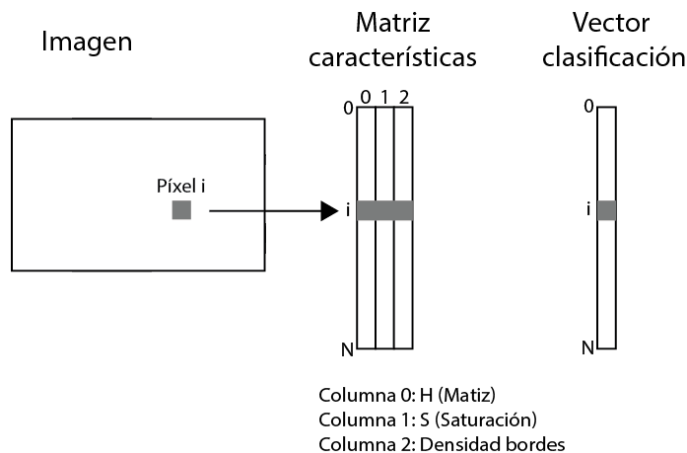 Imagen
Matriz
características
Vector
clasificación
0 1 2
0
0
Píxel i
i
i
N
N
Columna 0: H (Matiz)
Columna 1: S (Saturación)
Columna 2: Densidad bordes